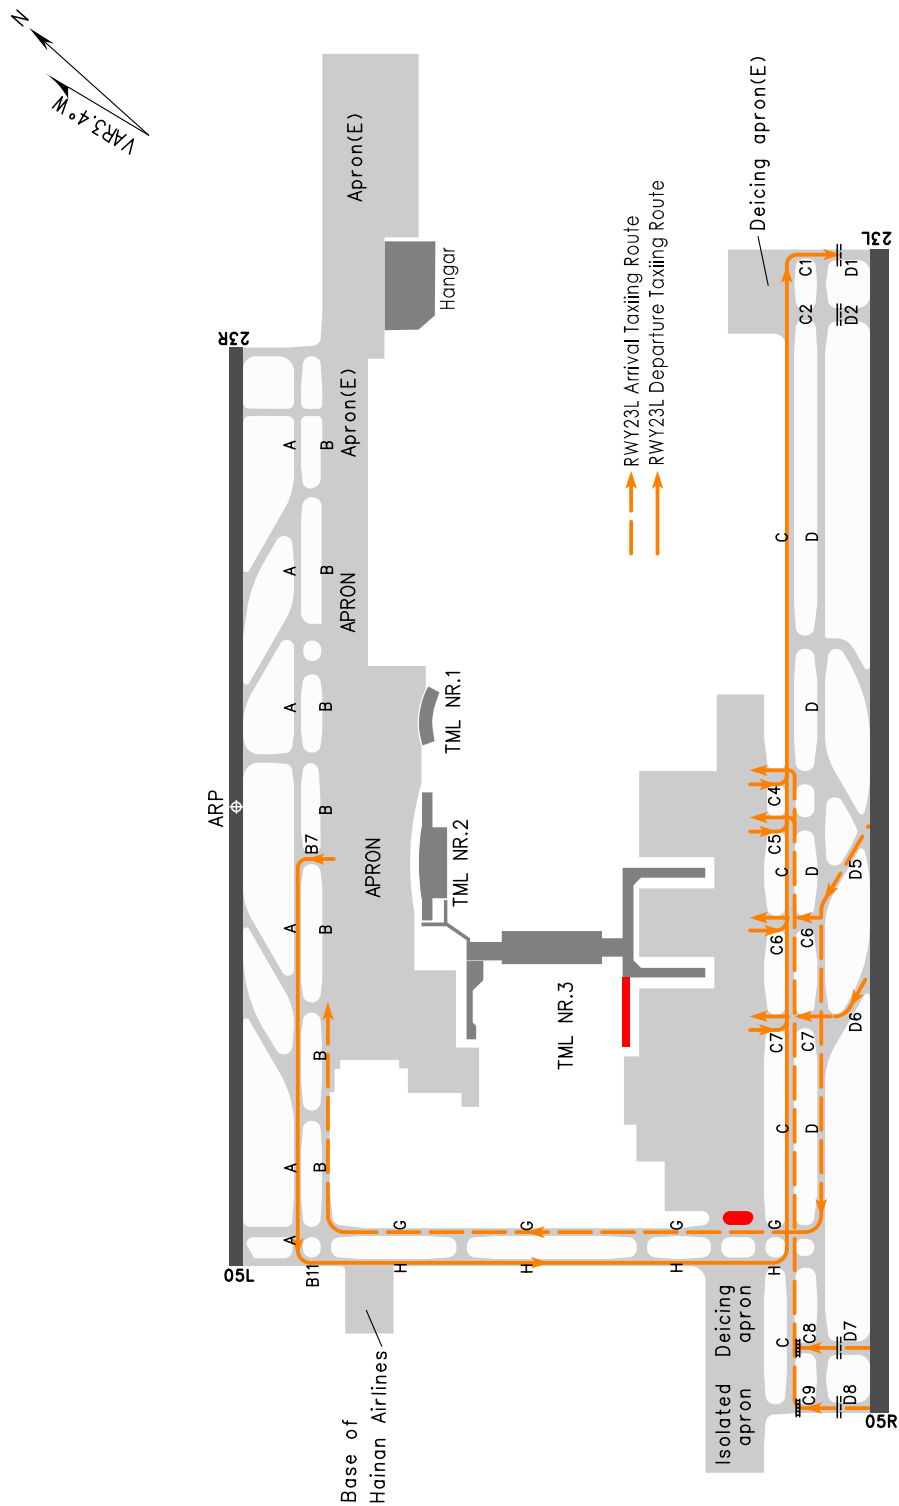 N
VAR3.4° W
Apron(E)
Deicing apron(E)
Hangar
RWY23L Arrival Taxiing Route
RWY23L Departure Taxiing Route
23L
C1
D1
C2
D2
23R
Apron(E)
A
B
C
D
A
B
APRON
A
B
TML NR.1
D
ARP
B
C4
B7
TML NR.2
APRON
C5
C
D
D5
A
B
C6
C6
TML NR.3
B
C7
C7
D6
A
B
C
D
A
G
G
G
G
05L
B11
H
H
H
H
Deicing
apron
C
C8
D7
Base of
Hainan Airlines
Isolated
apron
C9
D8
05R